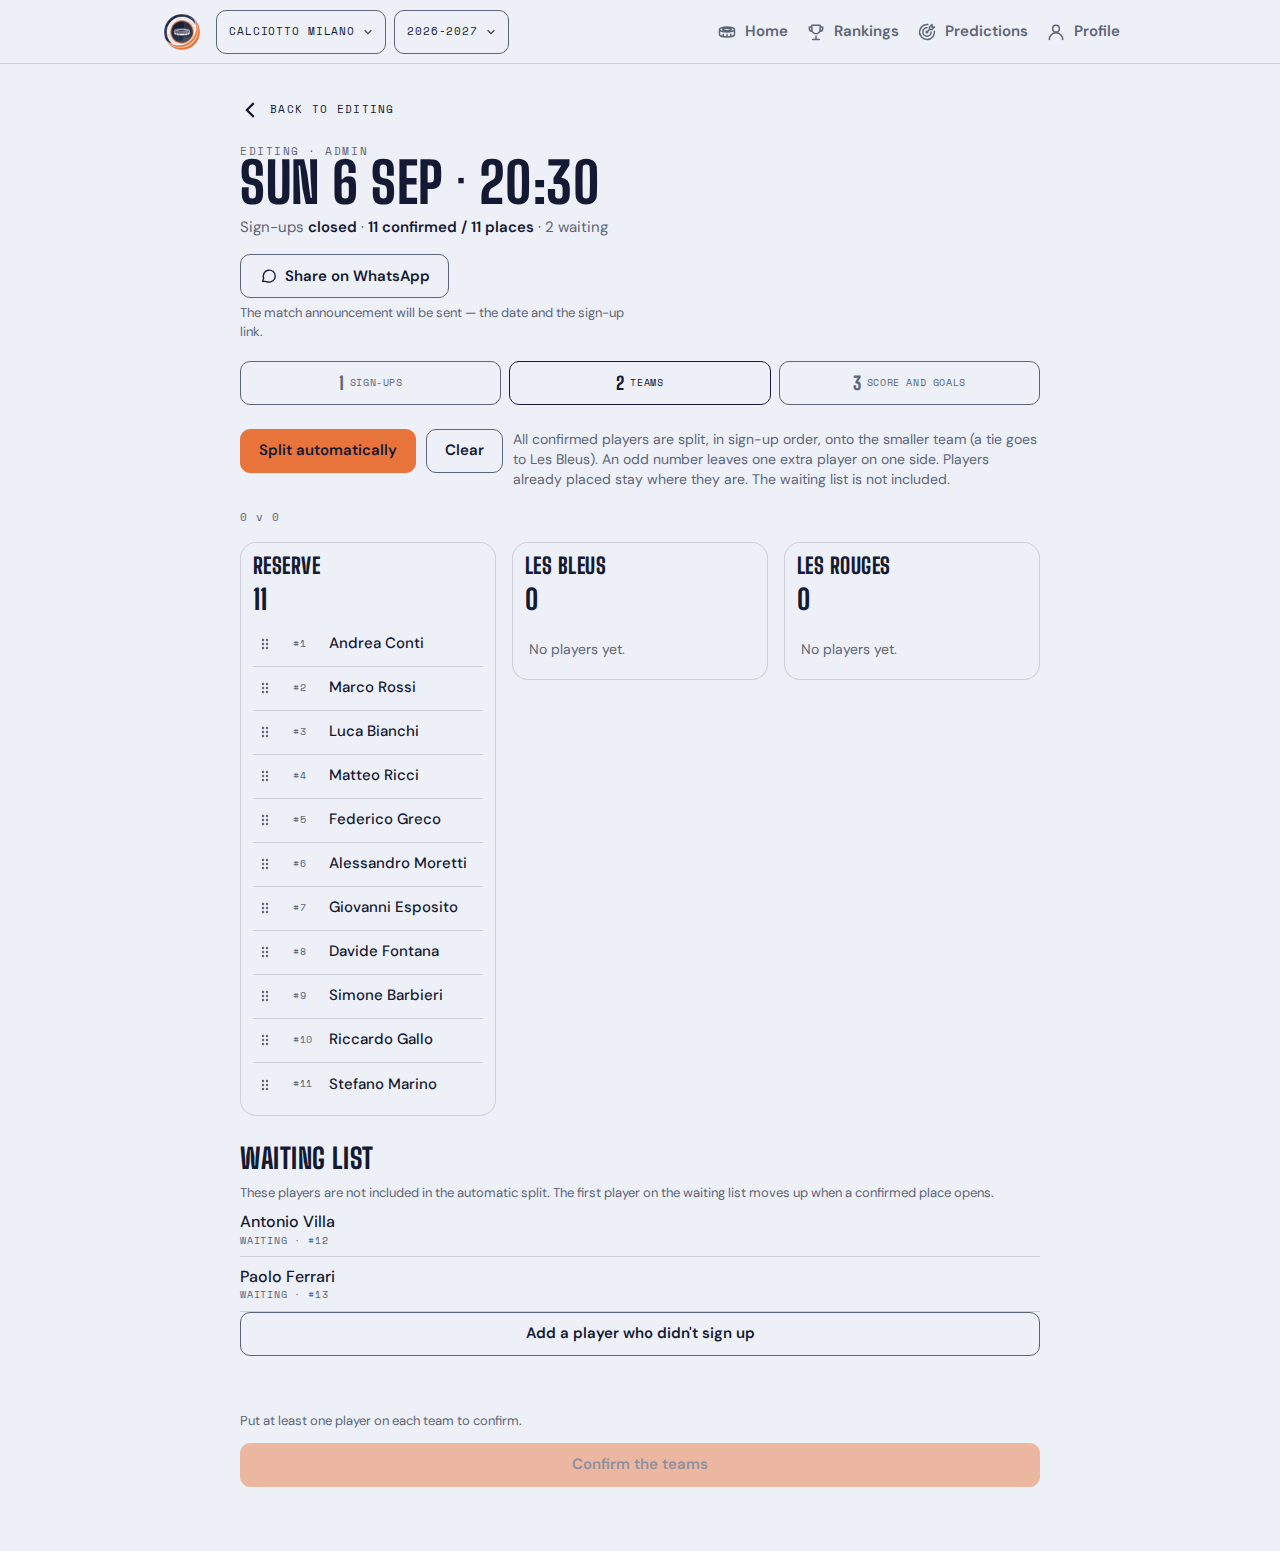 CALCIOTTO MILANO
2026-2027
Home
Rankings
Predictions
Profile
BACK TO EDITING
EDITING · ADMIN
SUN 6 SEP · 20:30
Sign-ups closed · 11 confirmed / 11 places · 2 waiting
Share on WhatsApp
The match announcement will be sent — the date and the sign-up
link.
1 SIGN-UPS
2 TEAMS
3 SCORE AND GOALS
Split automatically
Clear
All confirmed players are split, in sign-up order, onto the smaller team (a tie goes
to Les Bleus). An odd number leaves one extra player on one side. Players
already placed stay where they are. The waiting list is not included.
0 v 0
RESERVE
11
#1 Andrea Conti
#2 Marco Rossi
#3 Luca Bianchi
#4 Matteo Ricci
#5 Federico Greco
#6 Alessandro Moretti
#7 Giovanni Esposito
#8 Davide Fontana
#9 Simone Barbieri
#10 Riccardo Gallo
#11 Stefano Marino
LES BLEUS
0
No players yet.
LES ROUGES
0
No players yet.
WAITING LIST
These players are not included in the automatic split. The first player on the waiting list moves up when a confirmed place opens.
Antonio Villa
WAITING · #12
Paolo Ferrari
WAITING · #13
Add a player who didn't sign up
Put at least one player on each team to confirm.
Confirm the teams